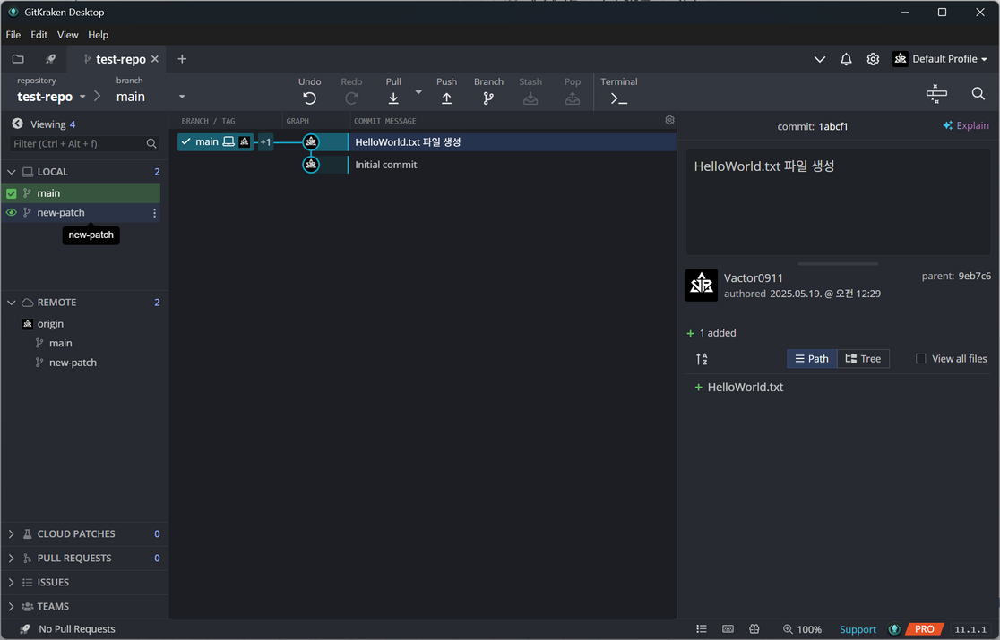 GitKraken Desktop
File Edit View Help
test-repo
Default Profile
repository
test-repo
branch
main
Undo Redo Pull Push Branch Stash Pop Terminal
Viewing 4
Filter (Ctrl + Alt + f)
LOCAL 2
main
new-patch
new-patch
REMOTE 2
origin
main
new-patch
CLOUD PATCHES 0
PULL REQUESTS 0
ISSUES
TEAMS
BRANCH / TAG GRAPH COMMIT MESSAGE
main +1 HelloWorld.txt 파일 생성
Initial commit
commit: 1abcf1 Explain
HelloWorld.txt 파일 생성
Vactor0911
authored 2025.05.19. @ 오전 12:29
parent: 9eb7c6
+ 1 added
Path Tree View all files
+ HelloWorld.txt
No Pull Requests
100% Support PRO 11.1.1